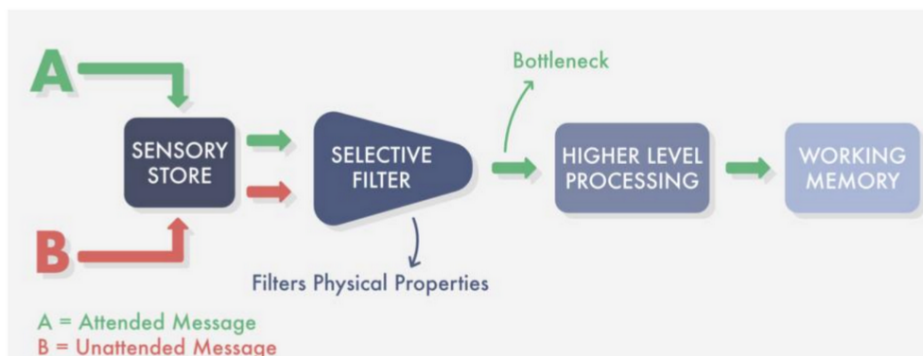 A
Bottleneck
SENSORY
STORE
SELECTIVE
FILTER
HIGHER LEVEL
PROCESSING
WORKING
MEMORY
B
Filters Physical Properties
A = Attended Message
B = Unattended Message